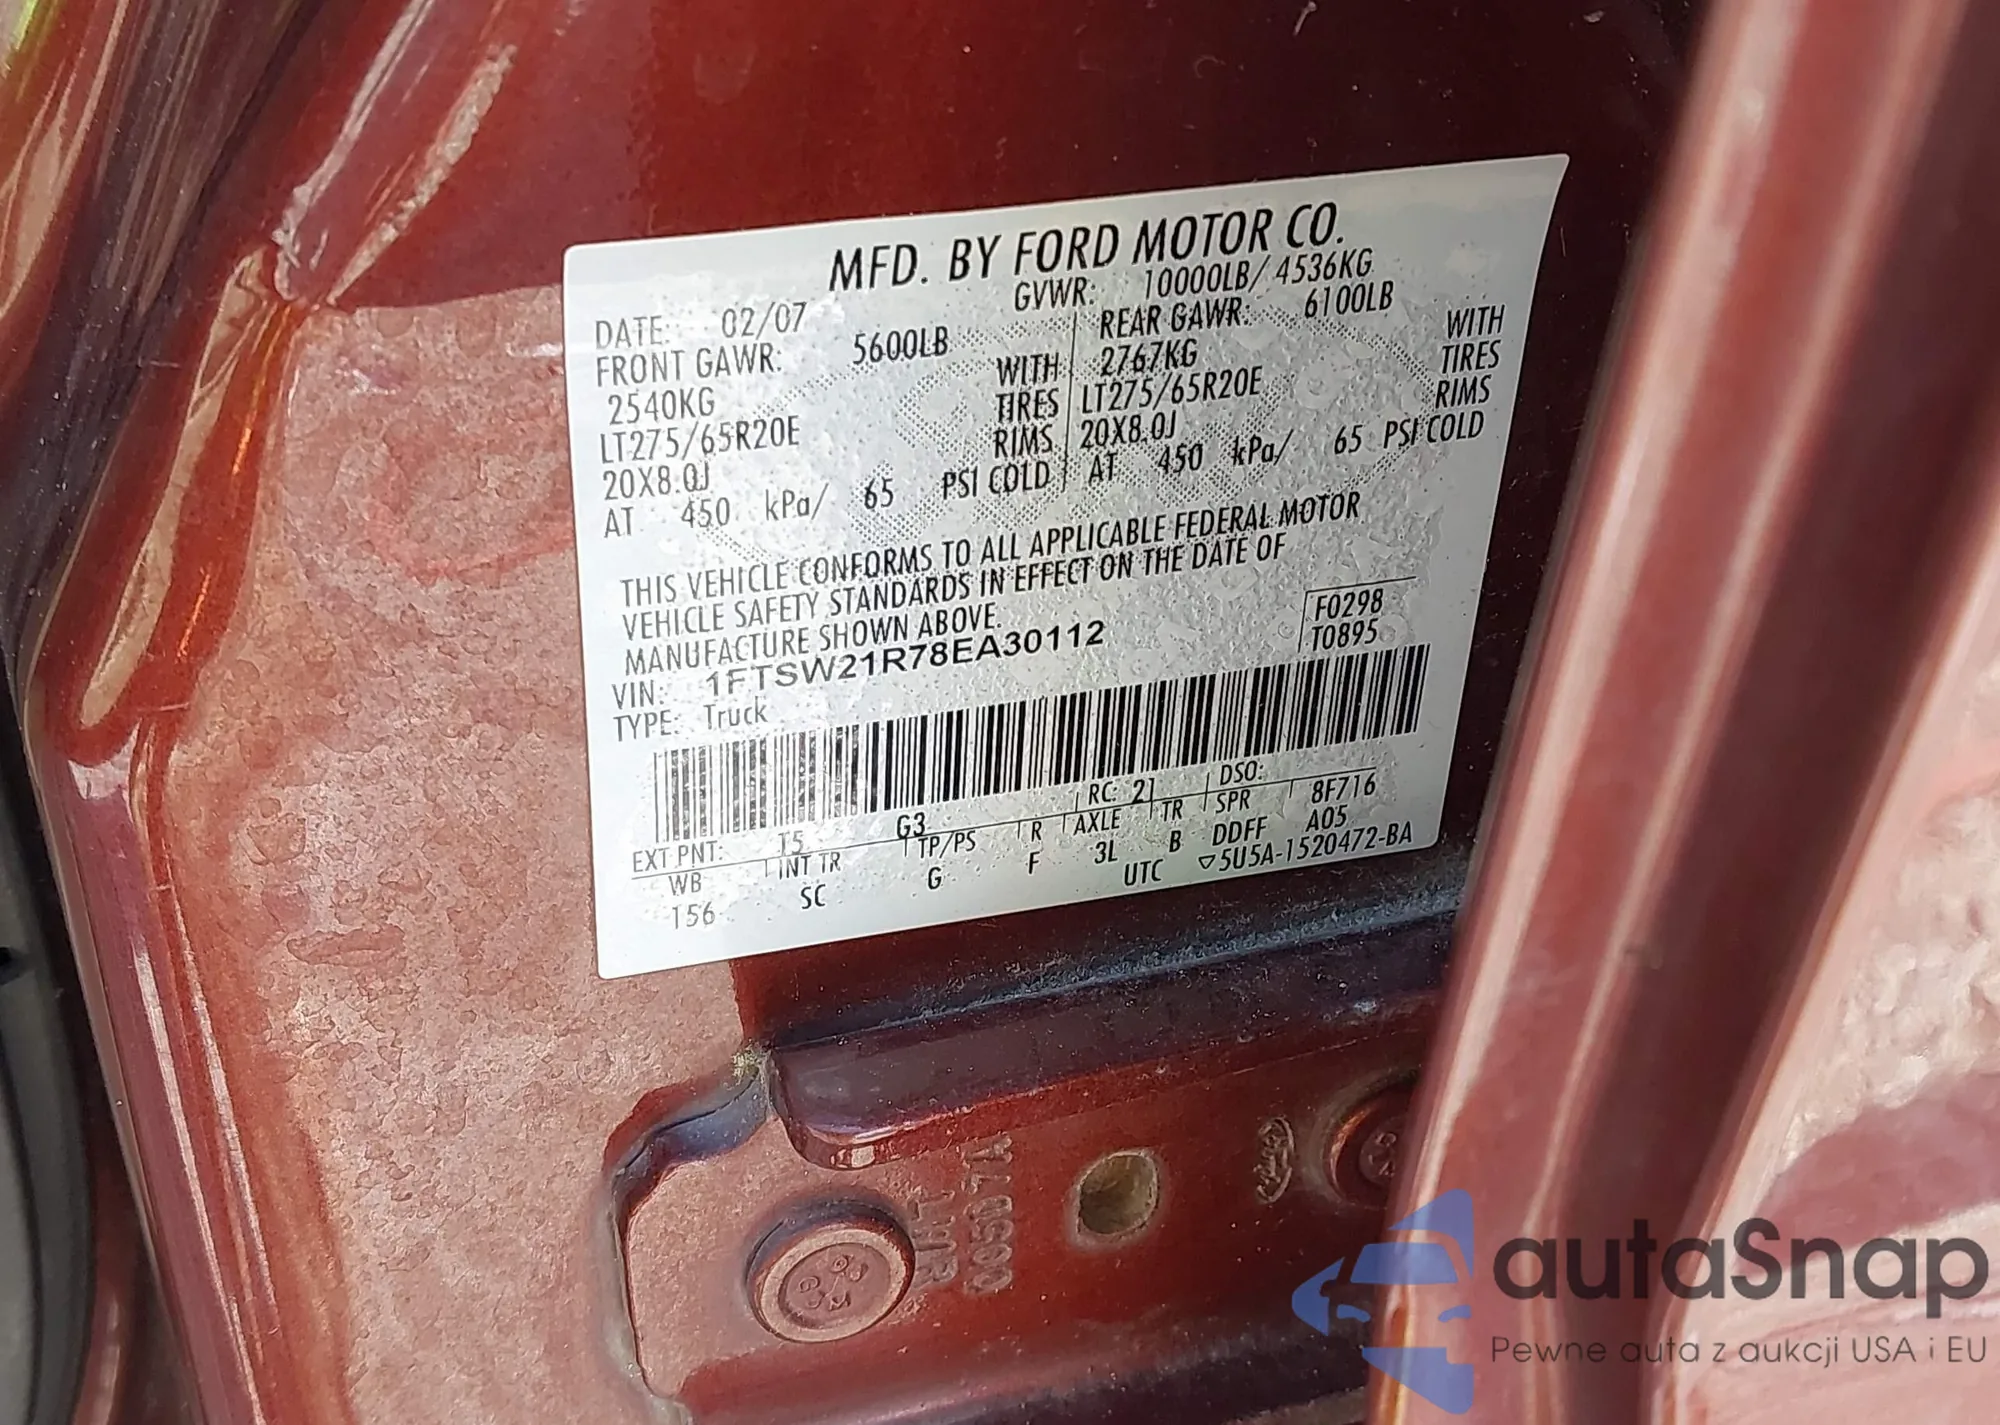 MFD. BY FORD MOTOR CO.
DATE: 02/07 GVWR: 10000LB/ 4536KG
FRONT GAWR: 5600LB REAR GAWR: 6100LB
2540KG WITH 2767KG WITH
LT275/65R20E TIRES LT275/65R20E TIRES
20X8.0J RIMS 20X8.0J RIMS
AT 450 kPa/ 65 PSI COLD AT 450 kPa/ 65 PSI COLD
THIS VEHICLE CONFORMS TO ALL APPLICABLE FEDERAL MOTOR
VEHICLE SAFETY STANDARDS IN EFFECT ON THE DATE OF
MANUFACTURE SHOWN ABOVE.
F0298
VIN: 1FTSW21R78EA30112 T0895
TYPE: Truck
EXT PNT: T5 G3 RC: 21 DSO: 8F716
WB INT TR TP/PS R AXLE TR SPR
156 SC G F 3L B DDFF A05
UTC ▽5U5A-1520472-BA
autaSnap
Pewne auta z aukcji USA i EU